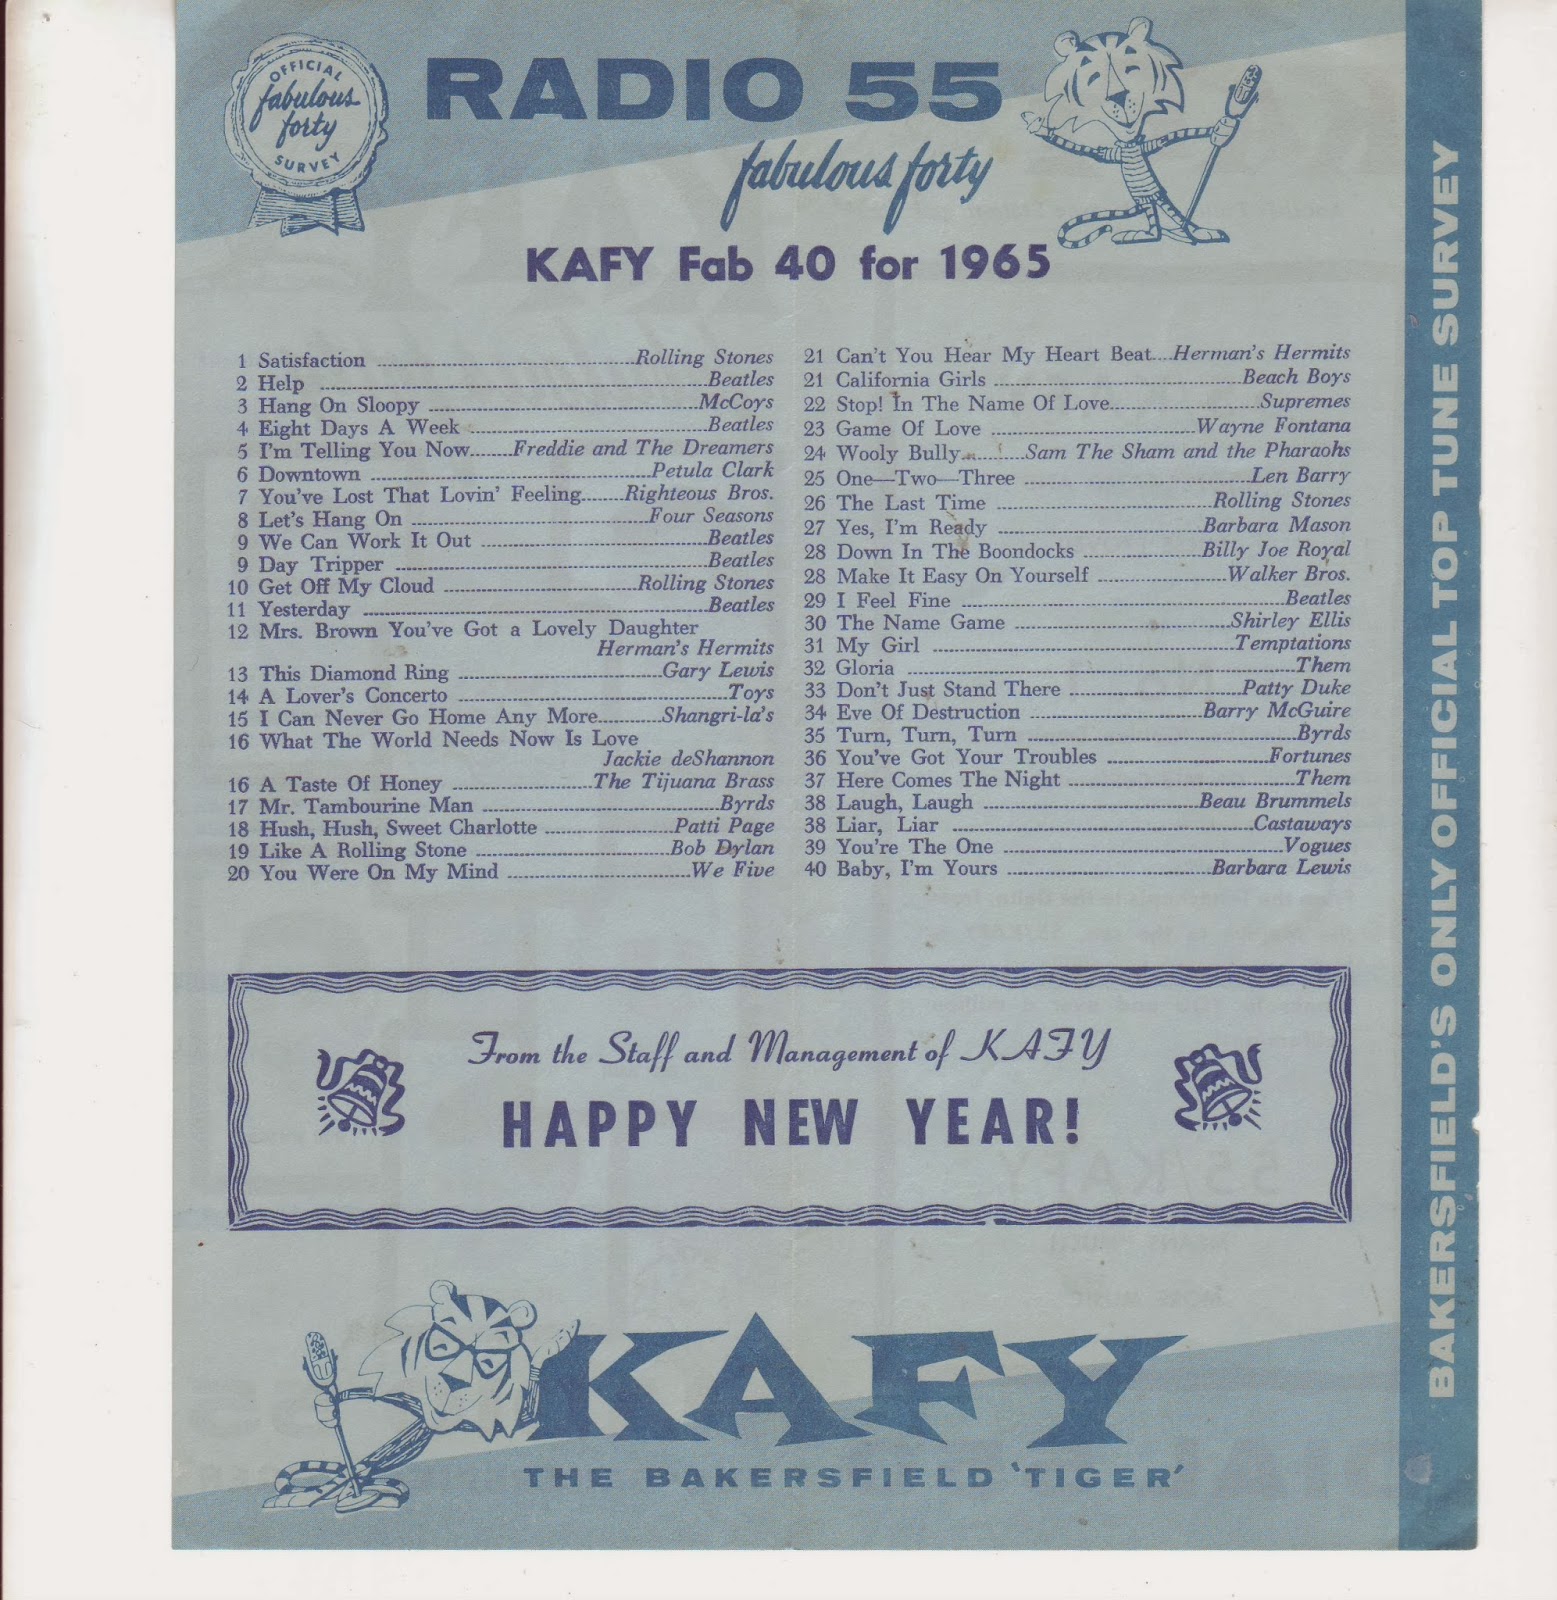 OFFICIAL
fabulous
forty
SURVEY
RADIO 55
fabulous forty
KAFY Fab 40 for 1965
1 Satisfaction Rolling Stones
2 Help Beatles
3 Hang On Sloopy McCoys
4 Eight Days A Week Beatles
5 I'm Telling You Now Freddie and The Dreamers
6 Downtown Petula Clark
7 You've Lost That Lovin' Feeling Righteous Bros.
8 Let's Hang On Four Seasons
9 We Can Work It Out Beatles
9 Day Tripper Beatles
10 Get Off My Cloud Rolling Stones
11 Yesterday Beatles
12 Mrs. Brown You've Got a Lovely Daughter
Herman's Hermits
13 This Diamond Ring Gary Lewis
14 A Lover's Concerto Toys
15 I Can Never Go Home Any More Shangri-la's
16 What The World Needs Now Is Love
Jackie deShannon
16 A Taste Of Honey The Tijuana Brass
17 Mr. Tambourine Man Byrds
18 Hush, Hush, Sweet Charlotte Patti Page
19 Like A Rolling Stone Bob Dylan
20 You Were On My Mind We Five
21 Can't You Hear My Heart Beat Herman's Hermits
21 California Girls Beach Boys
22 Stop! In The Name Of Love Supremes
23 Game Of Love Wayne Fontana
24 Wooly Bully Sam The Sham and the Pharaohs
25 One—Two—Three Len Barry
26 The Last Time Rolling Stones
27 Yes, I'm Ready Barbara Mason
28 Down In The Boondocks Billy Joe Royal
28 Make It Easy On Yourself Walker Bros.
29 I Feel Fine Beatles
30 The Name Game Shirley Ellis
31 My Girl Temptations
32 Gloria Them
33 Don't Just Stand There Patty Duke
34 Eve Of Destruction Barry McGuire
35 Turn, Turn, Turn Byrds
36 You've Got Your Troubles Fortunes
37 Here Comes The Night Them
38 Laugh, Laugh Beau Brummels
38 Liar, Liar Castaways
39 You're The One Vogues
40 Baby, I'm Yours Barbara Lewis
From the Staff and Management of KAFY
HAPPY NEW YEAR!
KAFY
THE BAKERSFIELD 'TIGER'
BAKERSFIELD'S ONLY OFFICIAL TOP TUNE SURVEY